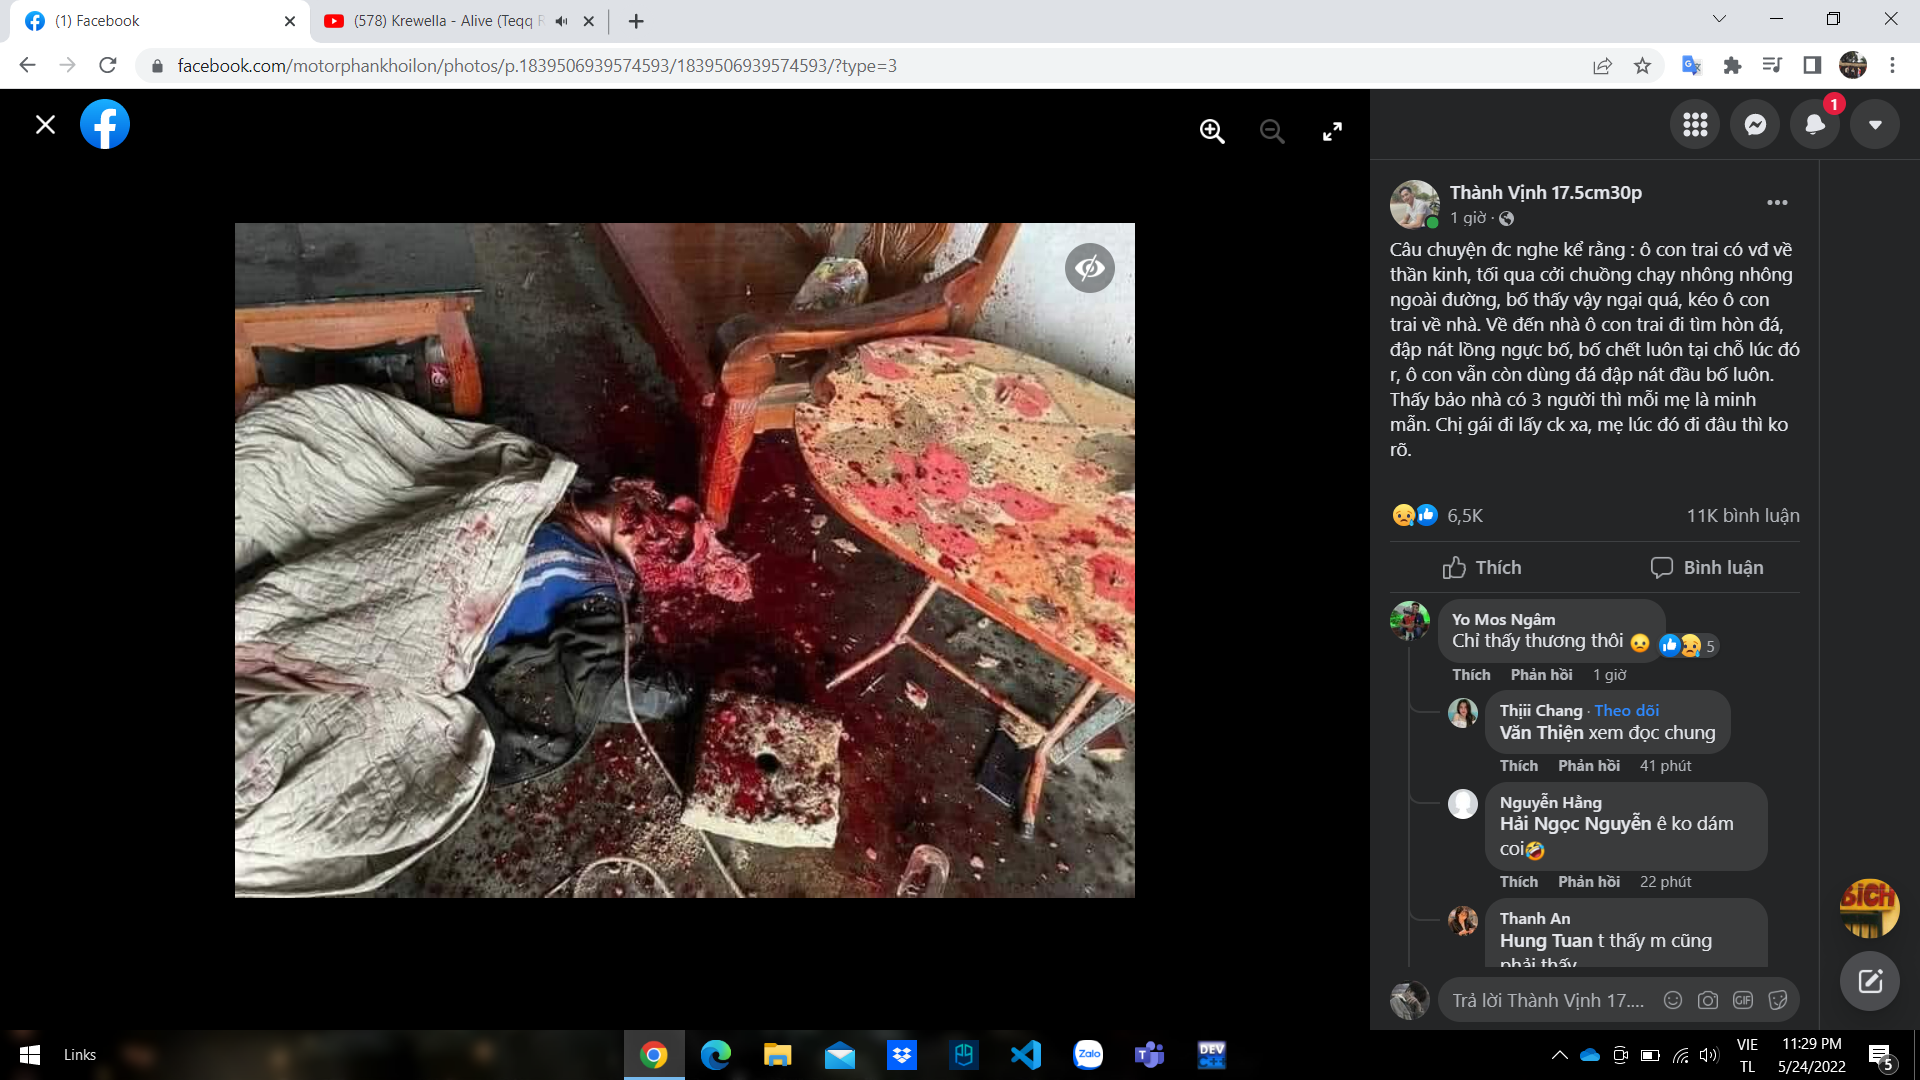 (1) Facebook
(578) Krewella - Alive (Teqq R
facebook.com/motorphankhoilon/photos/p.1839506939574593/1839506939574593/?type=3
1
Thành Vịnh 17.5cm30p
1 giờ ·
Câu chuyện đc nghe kể rằng : ô con trai có vđ về
thần kinh, tối qua cởi chuồng chạy nhông nhông
ngoài đường, bố thấy vậy ngại quá, kéo ô con
trai về nhà. Về đến nhà ô con trai đi tìm hòn đá,
đập nát lồng ngực bố, bố chết luôn tại chỗ lúc đó
r, ô con vẫn còn dùng đá đập nát đầu bố luôn.
Thấy bảo nhà có 3 người thì mỗi mẹ là minh
mẫn. Chị gái đi lấy ck xa, mẹ lúc đó đi đâu thì ko
rõ.
6,5K
11K bình luận
Thích
Bình luận
Yo Mos Ngâm
Chỉ thấy thương thôi
5
Thích Phản hồi 1 giờ
Thịii Chang · Theo dõi
Văn Thiện xem đọc chung
Thích Phản hồi 41 phút
Nguyễn Hằng
Hải Ngọc Nguyễn ê ko dám
coi🤣
Thích Phản hồi 22 phút
Thanh An
Hung Tuan t thấy m cũng
phải thấy
Trả lời Thành Vịnh 17....
GIF
BÍCH
Links
Zalo
T
DEV
C++
VIE
TL
11:29 PM
5/24/2022
5